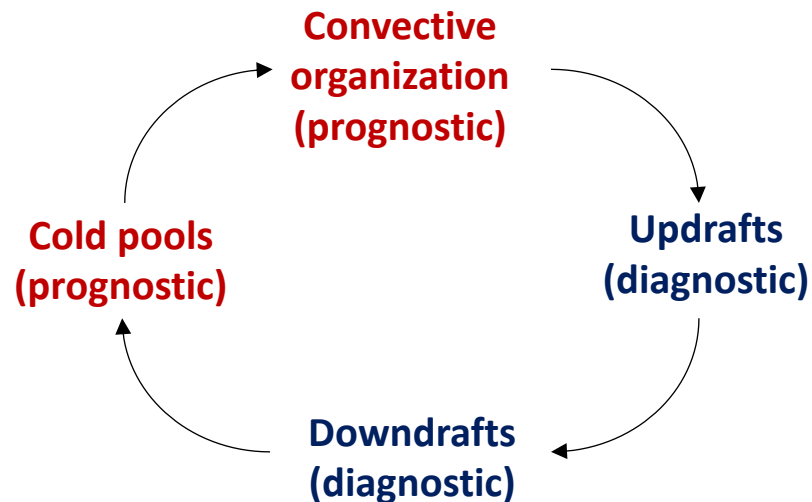 Convective
organization
(prognostic)
Updrafts
(diagnostic)
Downdrafts
(diagnostic)
Cold pools
(prognostic)